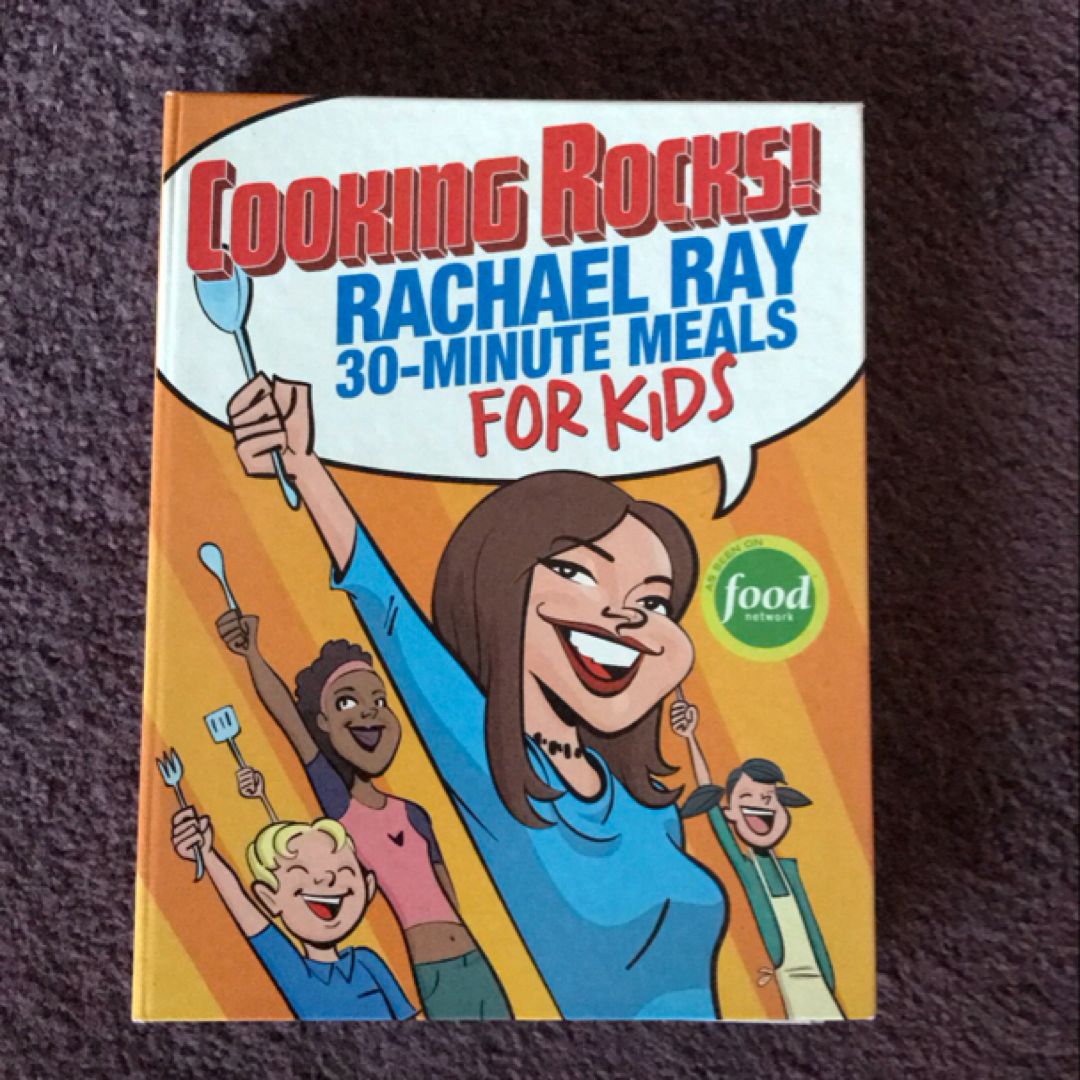 Cooking Rocks!
RACHAEL RAY
30-MINUTE MEALS
FOR KIDS
AS SEEN ON
food
network